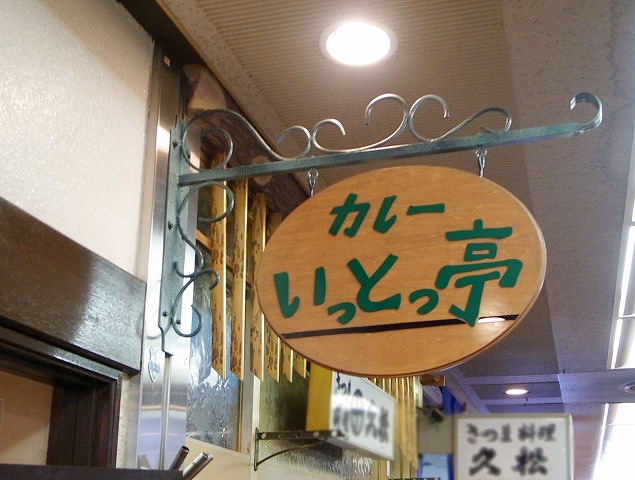 カレー
いっとっ亭
さつま料理
久松